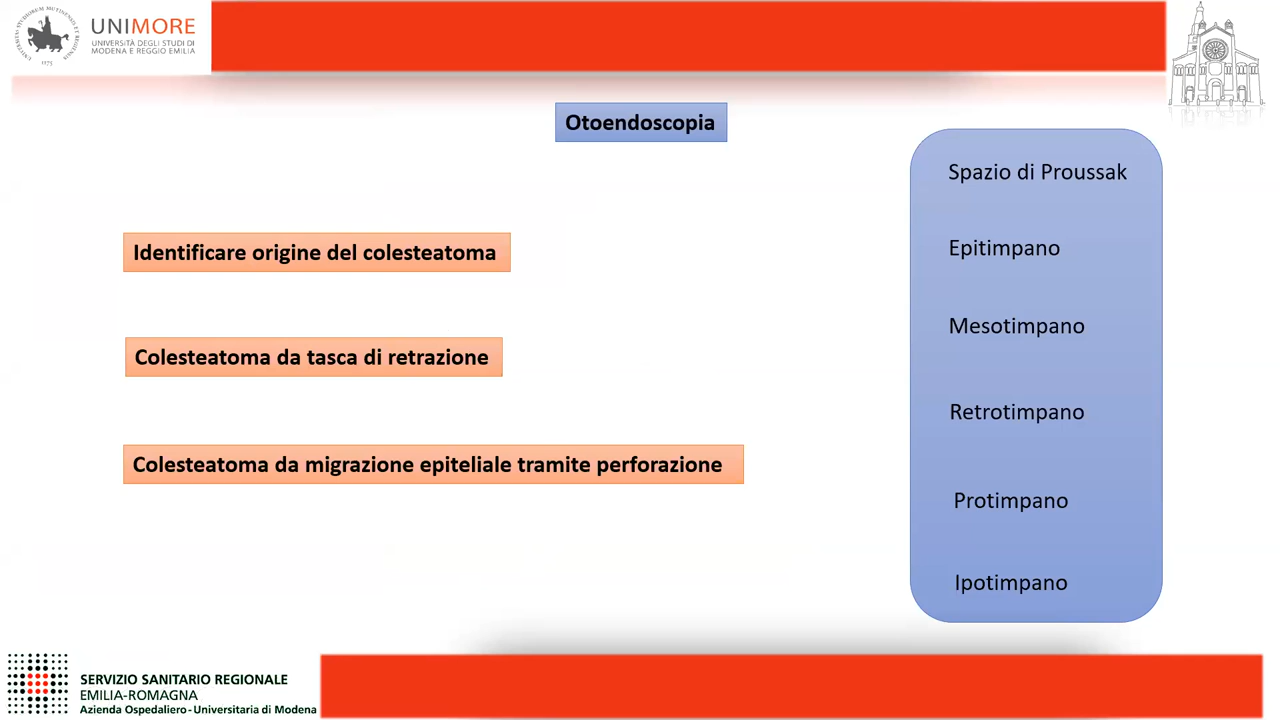 UNIMORE
UNIVERSITÀ DEGLI STUDI DI
MODENA E REGGIO EMILIA
1175
Otoendoscopia
Identificare origine del colesteatoma
Colesteatoma da tasca di retrazione
Colesteatoma da migrazione epiteliale tramite perforazione
Spazio di Proussak
Epitimpano
Mesotimpano
Retrotimpano
Protimpano
Ipotimpano
SERVIZIO SANITARIO REGIONALE
EMILIA-ROMAGNA
Azienda Ospedaliero - Universitaria di Modena